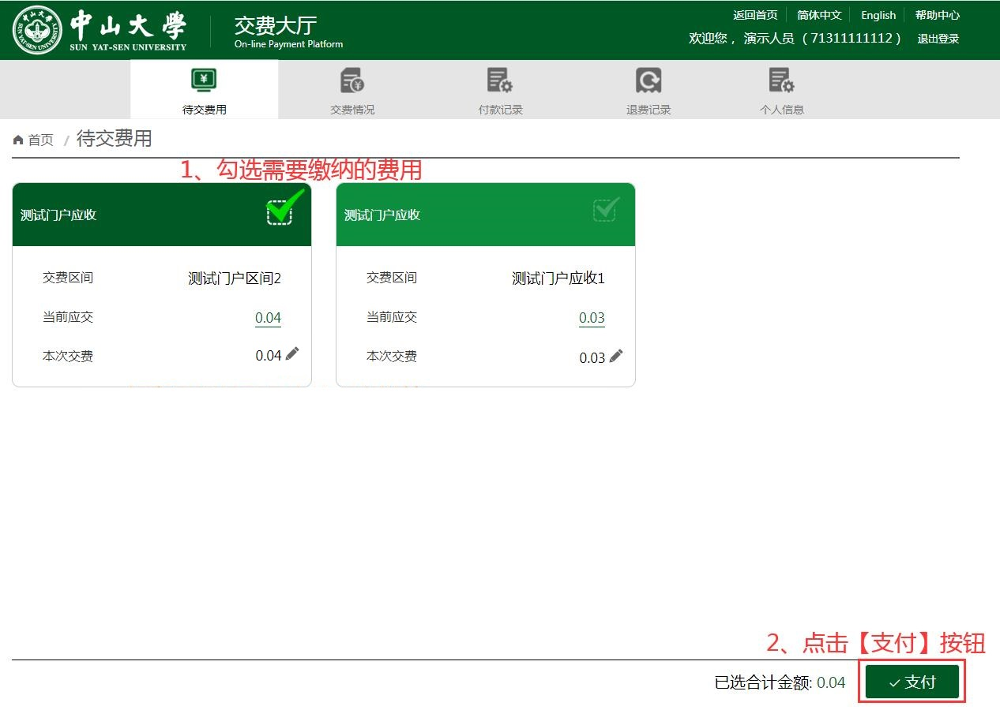 中山大學
SUN YAT-SEN UNIVERSITY
交费大厅
On-line Payment Platform
返回首页 简体中文 English 帮助中心
欢迎您， 演示人员 （ 71311111112 ） 退出登录
待交费用 交费情况 付款记录 退费记录 个人信息
首页 / 待交费用
1、勾选需要缴纳的费用
测试门户应收
交费区间 测试门户区间2
当前应交 0.04
本次交费 0.04
测试门户应收
交费区间 测试门户应收1
当前应交 0.03
本次交费 0.03
2、点击【支付】按钮
已选合计金额: 0.04 支付